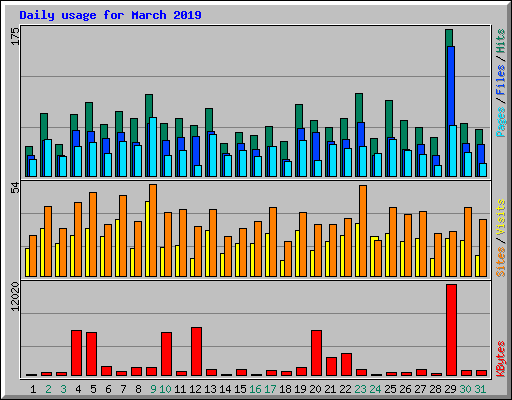 Daily usage for March 2019
175
Pages / Files / Hits
54
Sites / Visits
12020
KBytes
1 2 3 4 5 6 7 8 9 10 11 12 13 14 15 16 17 18 19 20 21 22 23 24 25 26 27 28 29 30 31